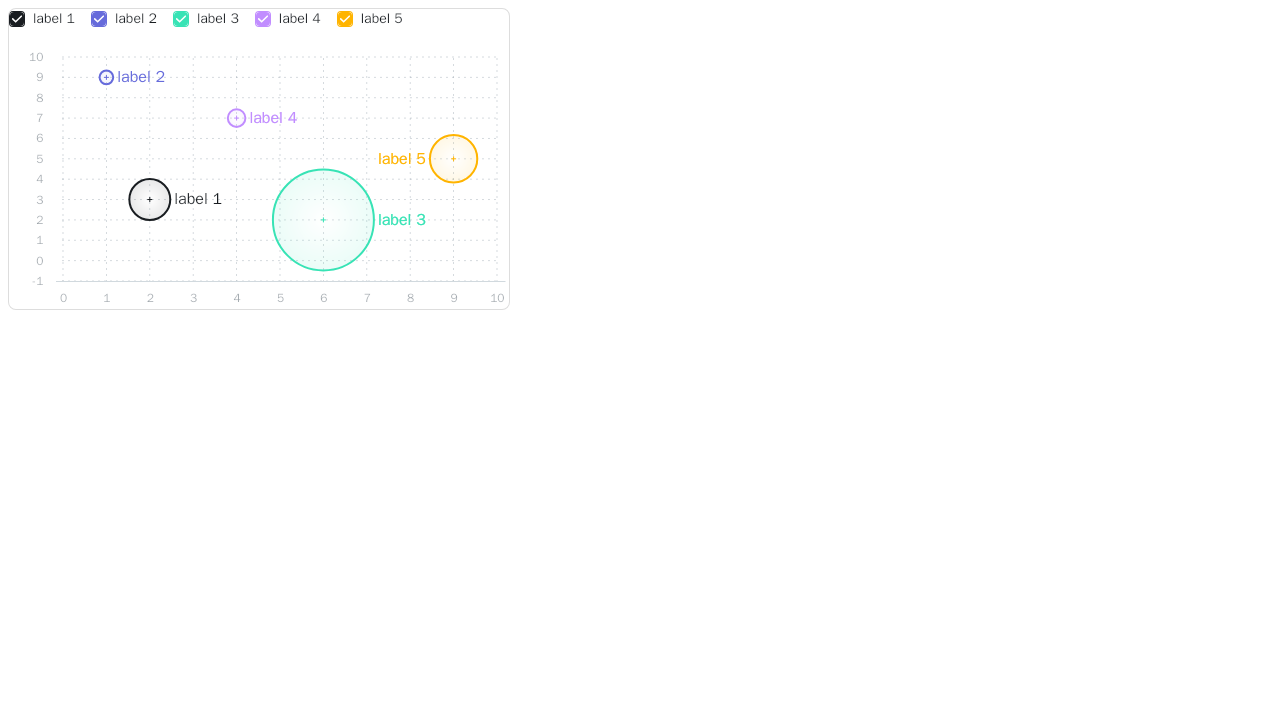 label 1 label 2 label 3 label 4 label 5
10
9 label 2
8
7 label 4
6
5 label 5
4
3 label 1
2 label 3
1
0
-1
0 1 2 3 4 5 6 7 8 9 10